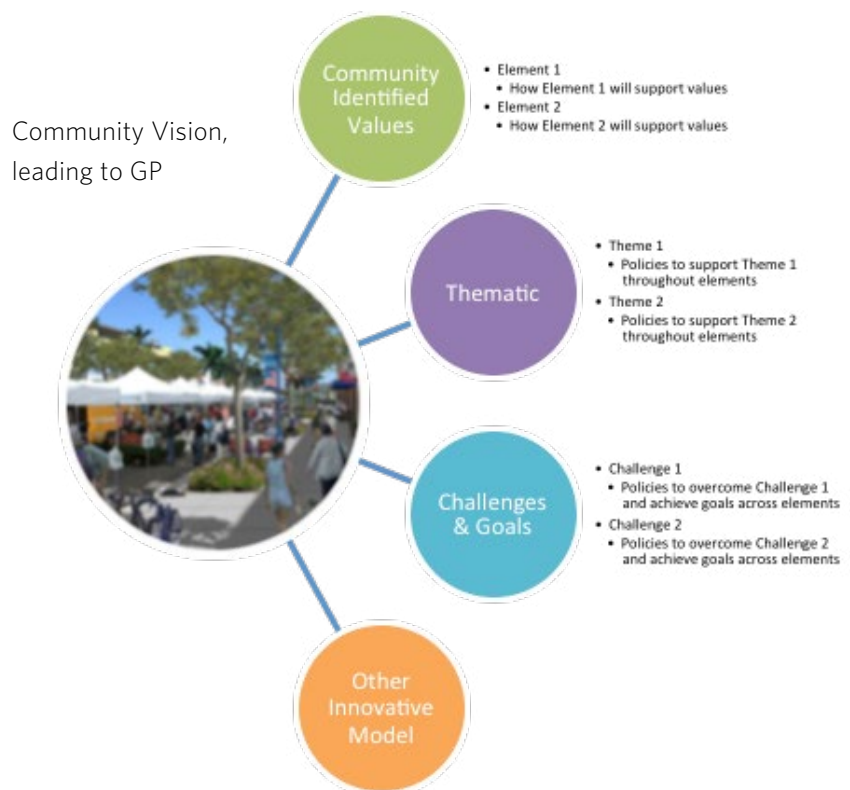 Community Vision,
leading to GP
Community
Identified
Values
• Element 1
• How Element 1 will support values
• Element 2
• How Element 2 will support values
Thematic
• Theme 1
• Policies to support Theme 1
throughout elements
• Theme 2
• Policies to support Theme 2
throughout elements
Challenges
& Goals
• Challenge 1
• Policies to overcome Challenge 1
and achieve goals across elements
• Challenge 2
• Policies to overcome Challenge 2
and achieve goals across elements
Other
Innovative
Model